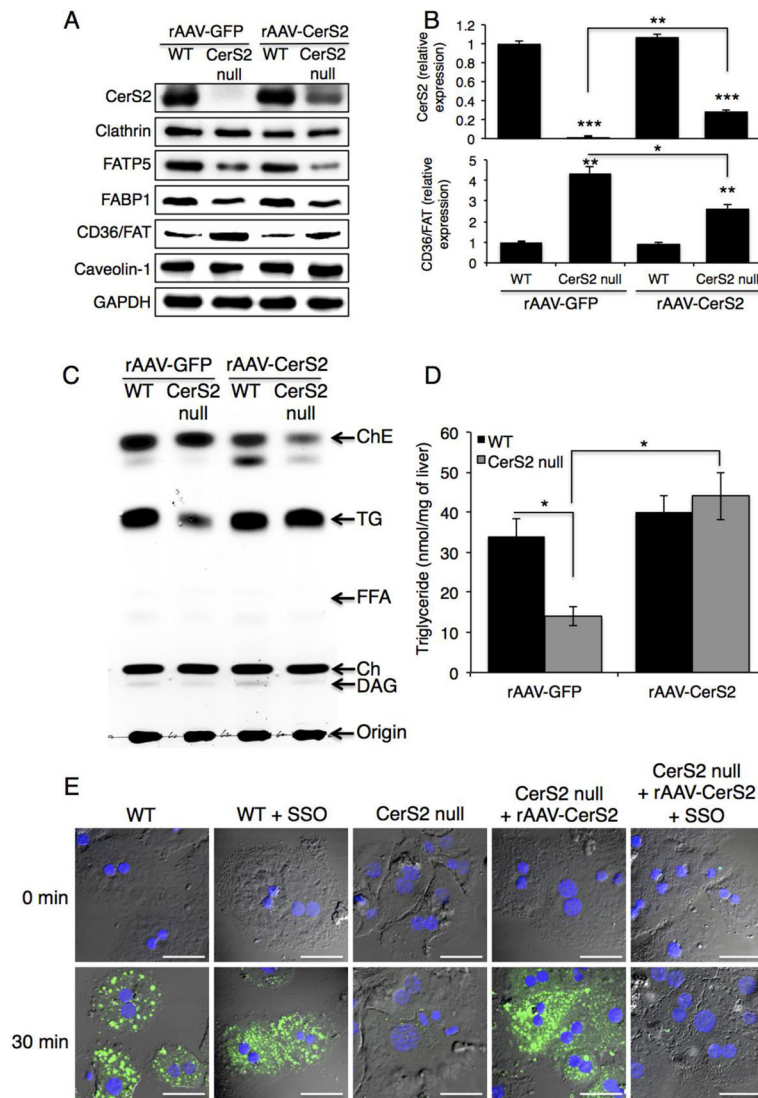 A
rAAV-GFP rAAV-CerS2
WT CerS2 null WT CerS2 null
CerS2
Clathrin
FATP5
FABP1
CD36/FAT
Caveolin-1
GAPDH
B
CerS2 (relative expression)
1.4
1.2
1
0.8
0.6
0.4
0.2
0
**
***
***
CD36/FAT (relative expression)
5
4
3
2
1
0
*
**
**
WT CerS2 null WT CerS2 null
rAAV-GFP rAAV-CerS2
C
rAAV-GFP rAAV-CerS2
WT CerS2 null WT CerS2 null
ChE
TG
FFA
Ch
DAG
Origin
D
Triglyceride (nmol/mg of liver)
60
50
40
30
20
10
0
WT
CerS2 null
*
*
rAAV-GFP rAAV-CerS2
E
WT
WT + SSO
CerS2 null
CerS2 null
+ rAAV-CerS2
CerS2 null
+ rAAV-CerS2
+ SSO
0 min
30 min